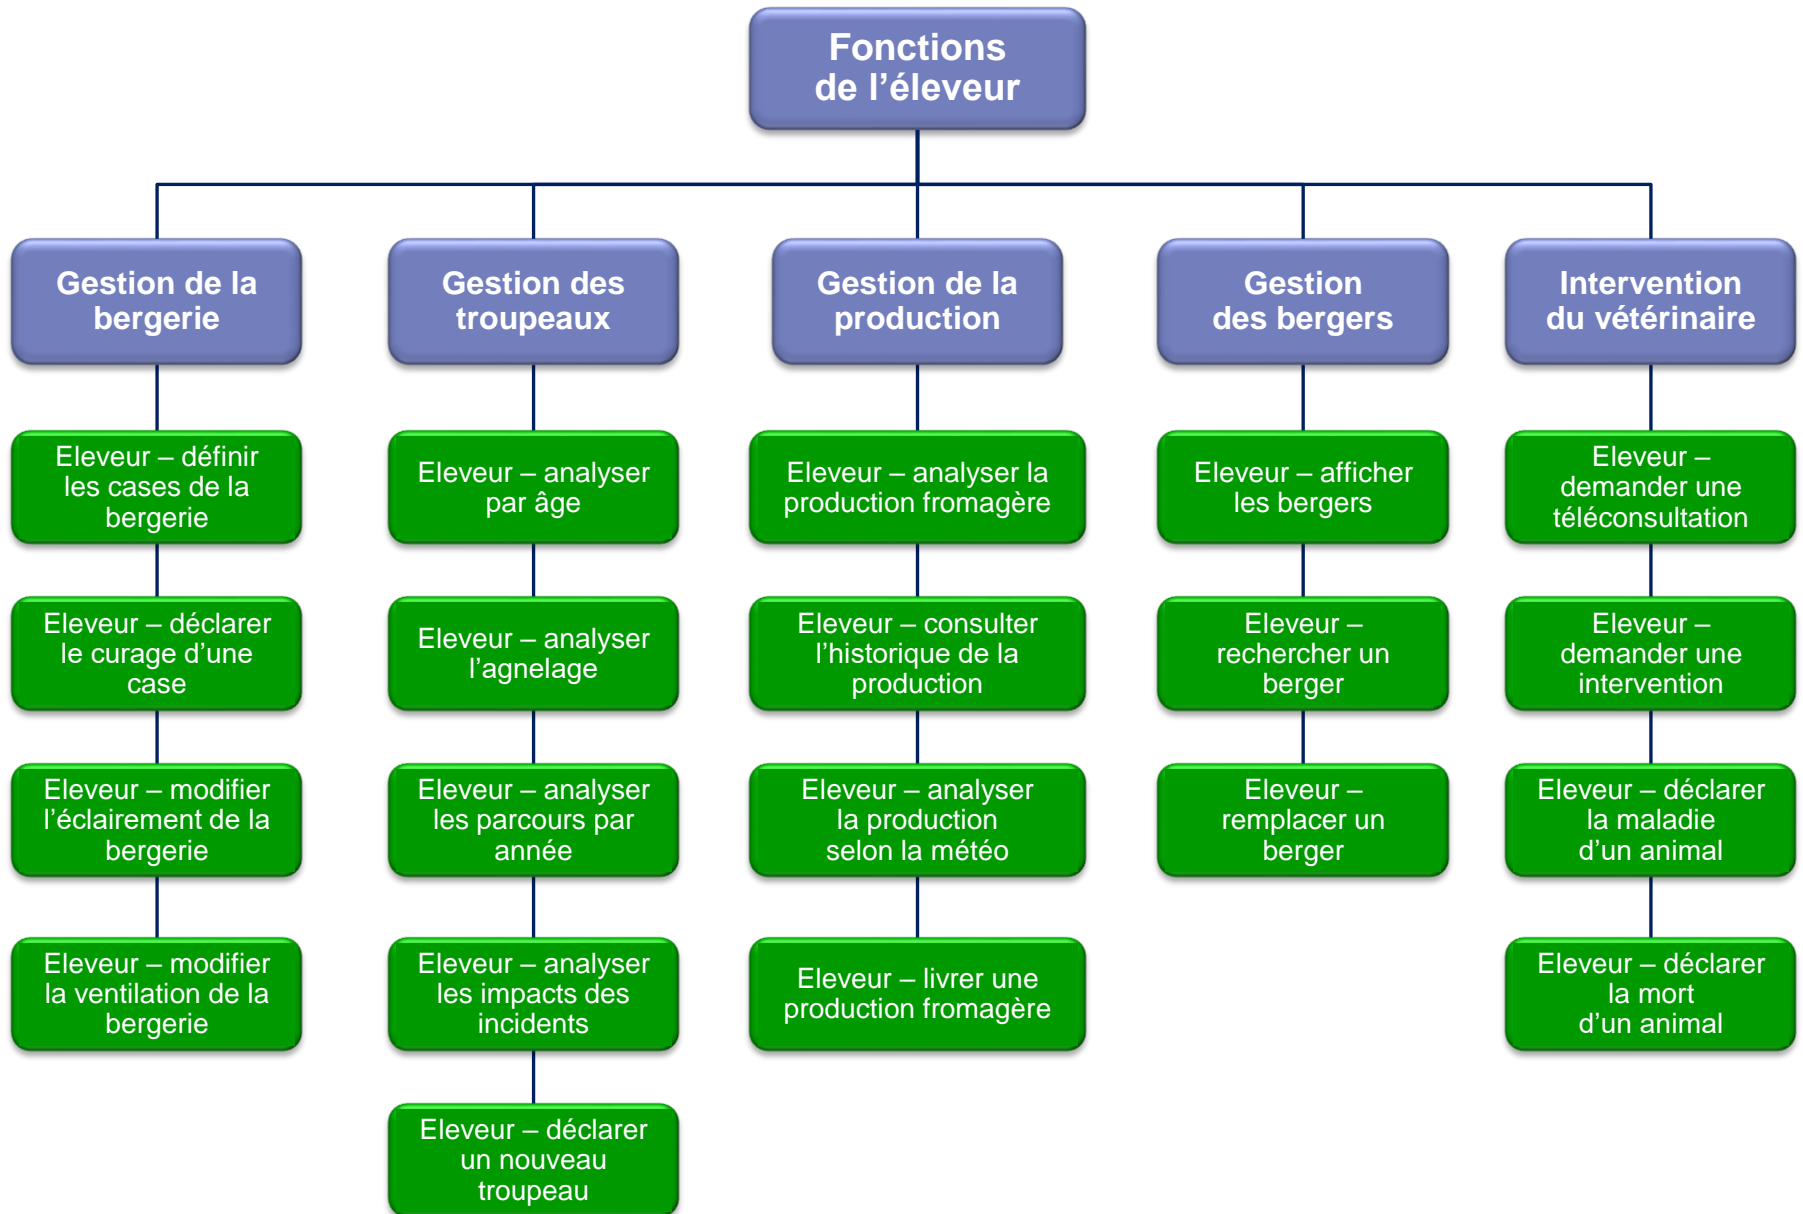 Fonctions
de l’éleveur
Gestion de la
bergerie
Eleveur – définir
les cases de la
bergerie
Eleveur – déclarer
le curage d’une
case
Eleveur – modifier
l’éclairement de la
bergerie
Eleveur – modifier
la ventilation de la
bergerie
Gestion des
troupeaux
Eleveur – analyser
par âge
Eleveur – analyser
l’agnelage
Eleveur – analyser
les parcours par
année
Eleveur – analyser
les impacts des
incidents
Eleveur – déclarer
un nouveau
troupeau
Gestion de la
production
Eleveur – analyser la
production fromagère
Eleveur – consulter
l’historique de la
production
Eleveur – analyser
la production
selon la météo
Eleveur – livrer une
production fromagère
Gestion
des bergers
Eleveur – afficher
les bergers
Eleveur –
rechercher un
berger
Eleveur –
remplacer un
berger
Intervention
du vétérinaire
Eleveur –
demander une
téléconsultation
Eleveur –
demander une
intervention
Eleveur – déclarer
la maladie
d’un animal
Eleveur – déclarer
la mort
d’un animal